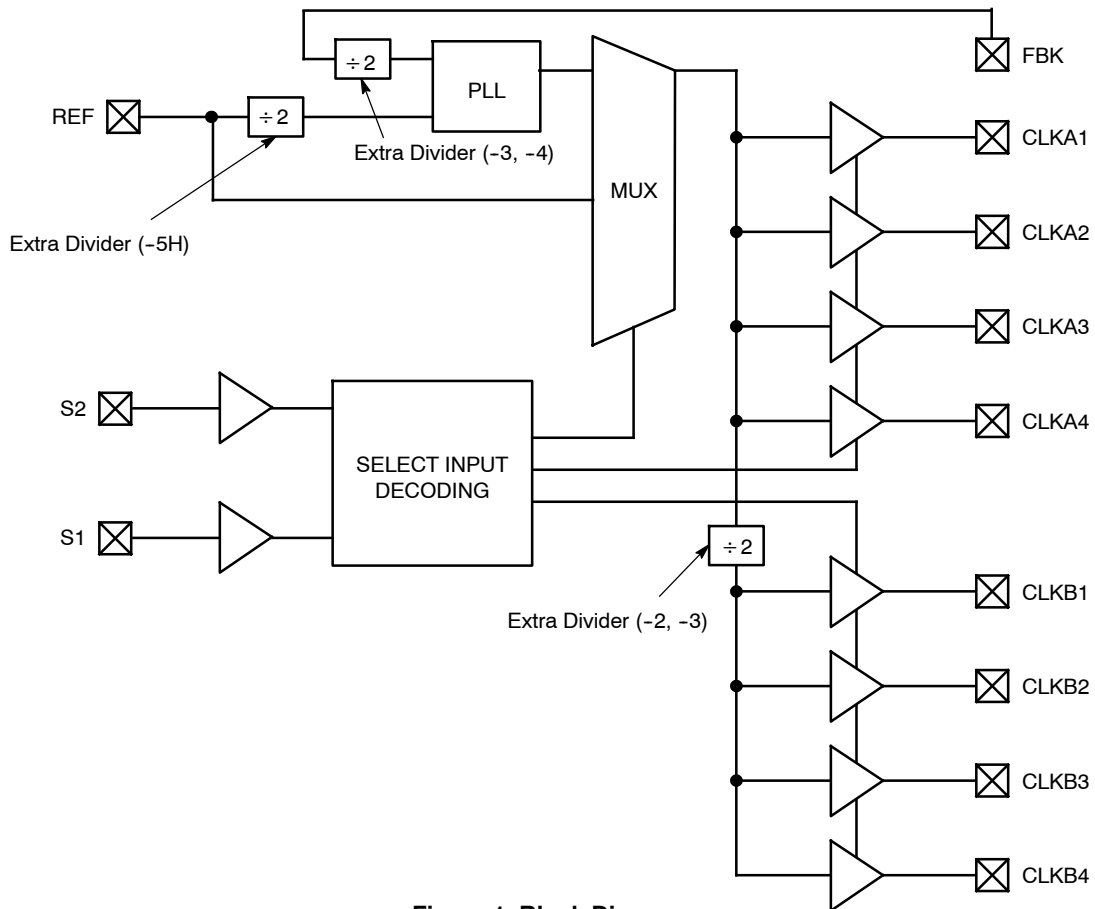 FBK
÷2
PLL
REF
÷2
CLKA1
Extra Divider (-3, -4)
MUX
CLKA2
Extra Divider (-5H)
CLKA3
S2
CLKA4
SELECT INPUT
DECODING
S1
÷2
CLKB1
Extra Divider (-2, -3)
CLKB2
CLKB3
CLKB4